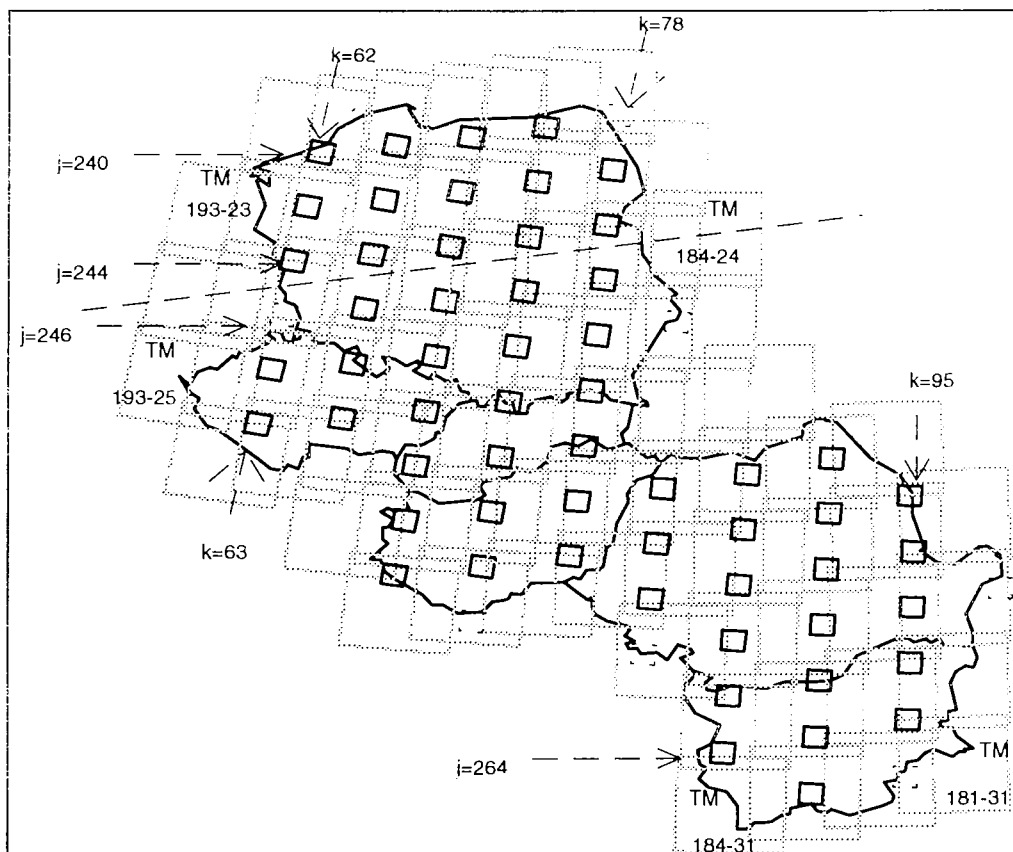 k=78
k=62
j=240
TM
193-23
TM
184-24
j=244
j=246
TM
193-25
k=95
k=63
j=264
TM
181-31
TM
184-31